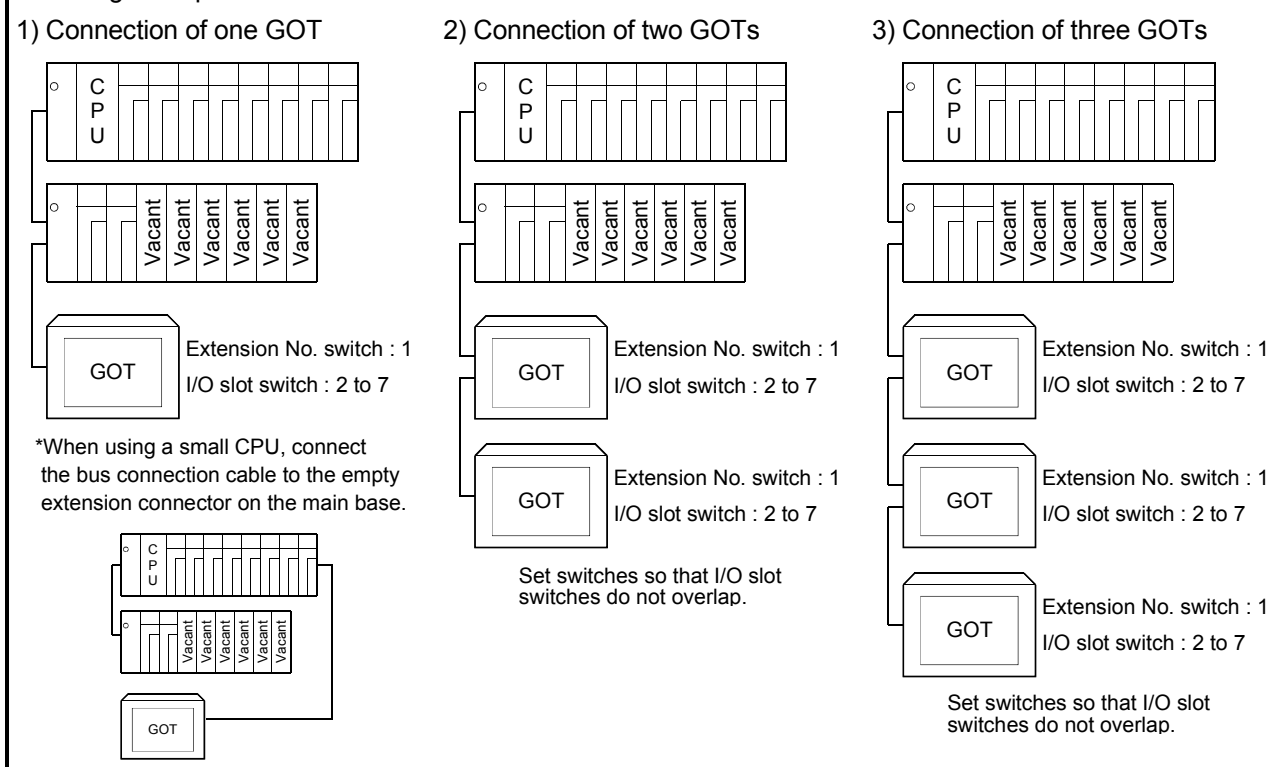 1) Connection of one GOT
C
P
U
Vacant
Vacant
Vacant
Vacant
Vacant
Vacant
GOT
Extension No. switch : 1
I/O slot switch : 2 to 7
*When using a small CPU, connect
the bus connection cable to the empty
extension connector on the main base.
C
P
U
Vacant
Vacant
Vacant
Vacant
Vacant
Vacant
GOT
2) Connection of two GOTs
C
P
U
Vacant
Vacant
Vacant
Vacant
Vacant
Vacant
GOT
Extension No. switch : 1
I/O slot switch : 2 to 7
GOT
Extension No. switch : 1
I/O slot switch : 2 to 7
Set switches so that I/O slot
switches do not overlap.
3) Connection of three GOTs
C
P
U
Vacant
Vacant
Vacant
Vacant
Vacant
Vacant
GOT
Extension No. switch : 1
I/O slot switch : 2 to 7
GOT
Extension No. switch : 1
I/O slot switch : 2 to 7
GOT
Extension No. switch : 1
I/O slot switch : 2 to 7
Set switches so that I/O slot
switches do not overlap.